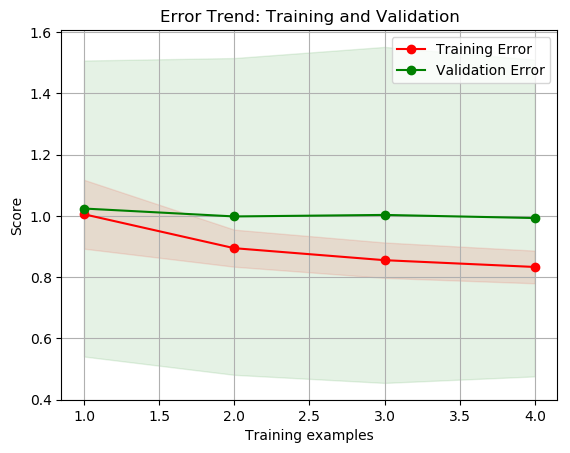 Error Trend: Training and Validation
Training Error
Validation Error
Score
1.6
1.4
1.2
1.0
0.8
0.6
0.4
1.0 1.5 2.0 2.5 3.0 3.5 4.0
Training examples